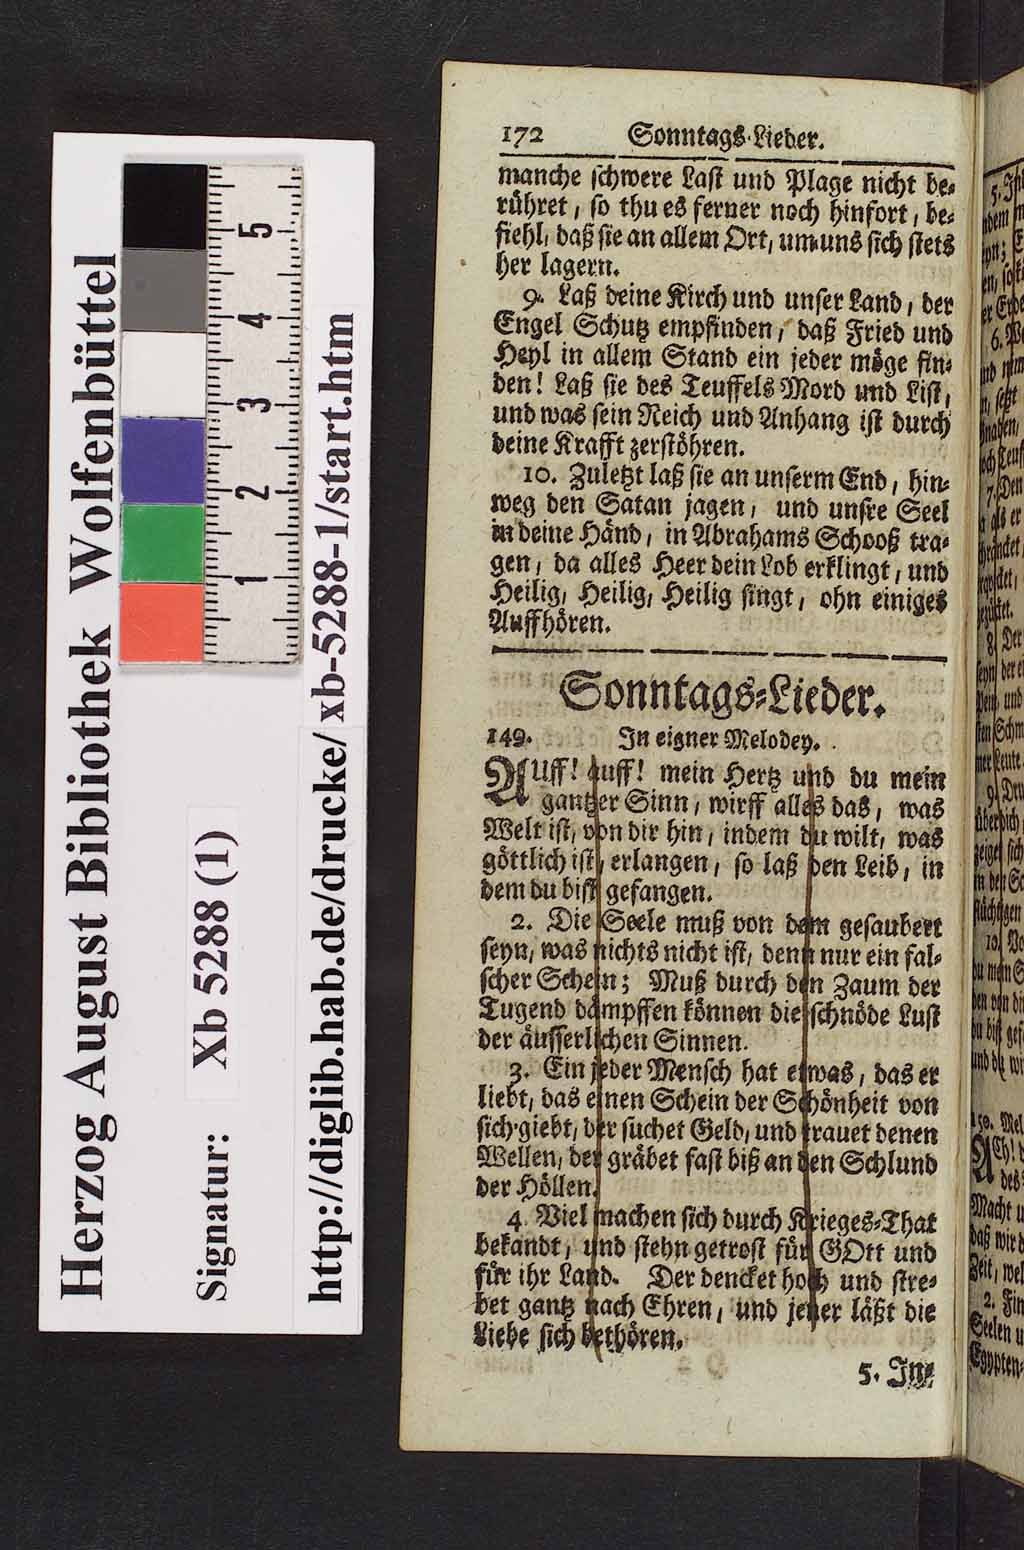 Herzog August Bibliothek Wolfenbüttel
Signatur: Xb 5288 (1)
http://diglib.hab.de/drucke/ xb-5288-1/start.htm
5
4
3
2
1
172 Sonntags-Lieder.
manche schwere Last und Plage nicht be-
rühret, so thu es ferner noch hinfort, be-
fiehl, daß sie an allem Ort, um uns sich stets
her lagern.
9. Laß deine Kirch und unser Land, der
Engel Schutz empfinden, daß Fried und
Heyl in allem Stand ein jeder möge fin-
den! Laß sie des Teuffels Mord und List,
und was sein Reich und Anhang ist durch
deine Krafft zerstöhren.
10. Zuletzt laß sie an unserm End, hin-
weg den Satan jagen, und unsre Seel
in deine Händ, in Abrahams Schooß tra-
gen, da alles Heer dein Lob erklingt, und
Heilig, Heilig, Heilig singt, ohn einiges
Auffhören.
Sonntags-Lieder.
149. In eigner Melodey.
AUff! auff! mein Hertz und du mein
gantzer Sinn, wirff alles das, was
Welt ist, von dir hin, indem du wilt, was
göttlich ist, erlangen, so laß den Leib, in
dem du bist gefangen.
2. Die Seele muß von dem gesaubert
seyn, was nichts nicht ist, denn nur ein fal-
scher Schein; Muß durch den Zaum der
Tugend dämpffen können die schnöde Lust
der äusserlichen Sinnen.
3. Ein jeder Mensch hat etwas, das er
liebt, das einen Schein der Schönheit von
sich giebt, der suchet Geld, und trauet denen
Wellen, der gräbet fast biß an den Schlund
der Höllen.
4. Viel machen sich durch Krieges-That
bekandt, und stehn getrost für GOtt und
für ihr Land. Der dencket hoch und stre-
bet gantz nach Ehren, und jener läßt die
Liebe sich bethören.
5. In-